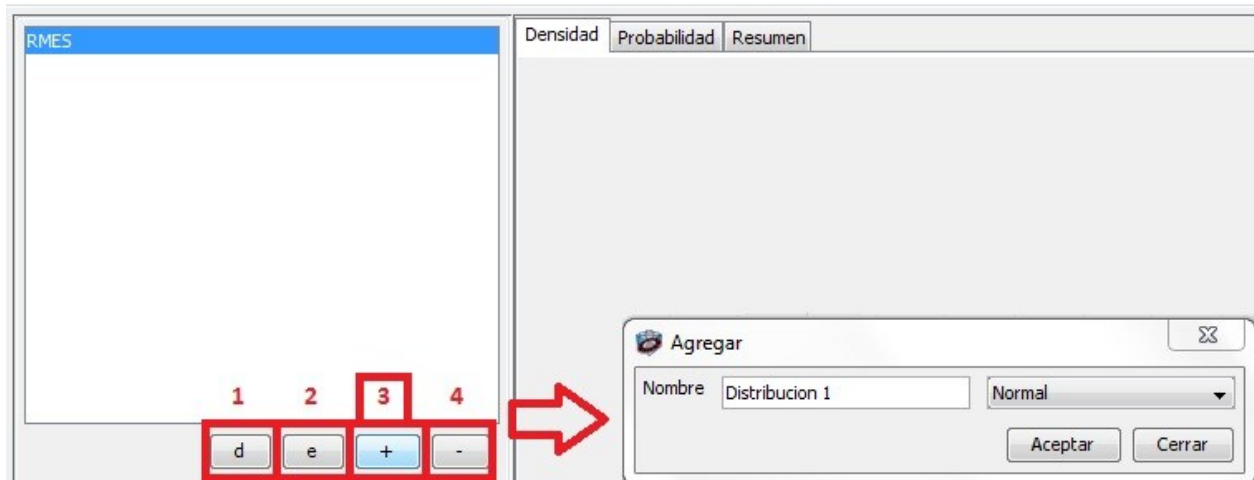 RMES
Densidad Probabilidad Resumen
Agregar
Nombre Distribucion 1 Normal
Aceptar Cerrar
1 2 3 4
d e + -